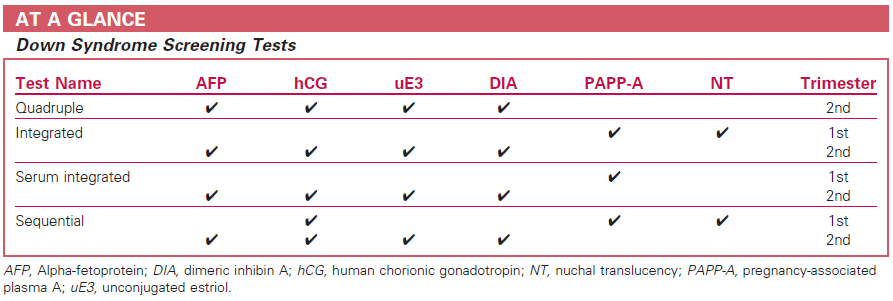 AT A GLANCE
Down Syndrome Screening Tests
Test Name AFP hCG uE3 DIA PAPP-A NT Trimester
Quadruple ✔ ✔ ✔ ✔ 2nd
Integrated ✔ ✔ 1st
✔ ✔ ✔ ✔ 2nd
Serum integrated ✔ 1st
✔ ✔ ✔ ✔ 2nd
Sequential ✔ ✔ ✔ 1st
✔ ✔ ✔ ✔ 2nd
AFP, Alpha-fetoprotein; DIA, dimeric inhibin A; hCG, human chorionic gonadotropin; NT, nuchal translucency; PAPP-A, pregnancy-associated
plasma A; uE3, unconjugated estriol.